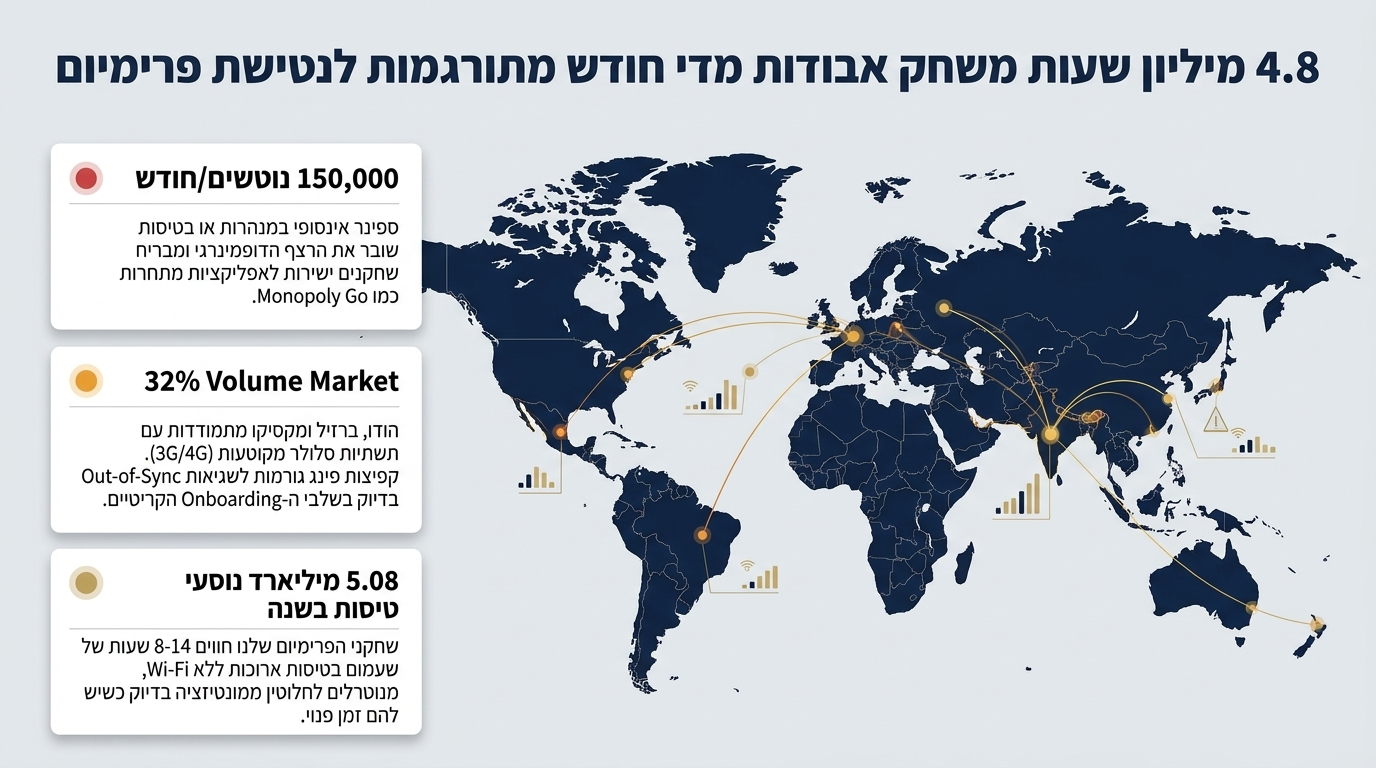 4.8 מיליון שעות משחק אבודות מדי חודש מתורגמות לנטישת פרימיום
150,000 נוטשים/חודש
ספינר אינסופי במנהרות או בטיסות
שובר את הרצף הדופמינרגי ומבריח
שחקנים ישירות לאפליקציות מתחרות
כמו Monopoly Go.
32% Volume Market
הודו, ברזיל ומקסיקו מתמודדות עם
תשתיות סלולר מקוטעות (3G/4G).
קפיצות פינג גורמות לשגיאות Out-of-Sync
בדיוק בשלבי ה-Onboarding הקריטיים.
5.08 מיליארד נוסעי
טיסות בשנה
שחקני הפרימיום שלנו חווים 8-14 שעות של
שעמום בטיסות ארוכות ללא Wi-Fi,
מנוטרלים לחלוטין ממונטיזציה בדיוק כשיש
להם זמן פנוי.